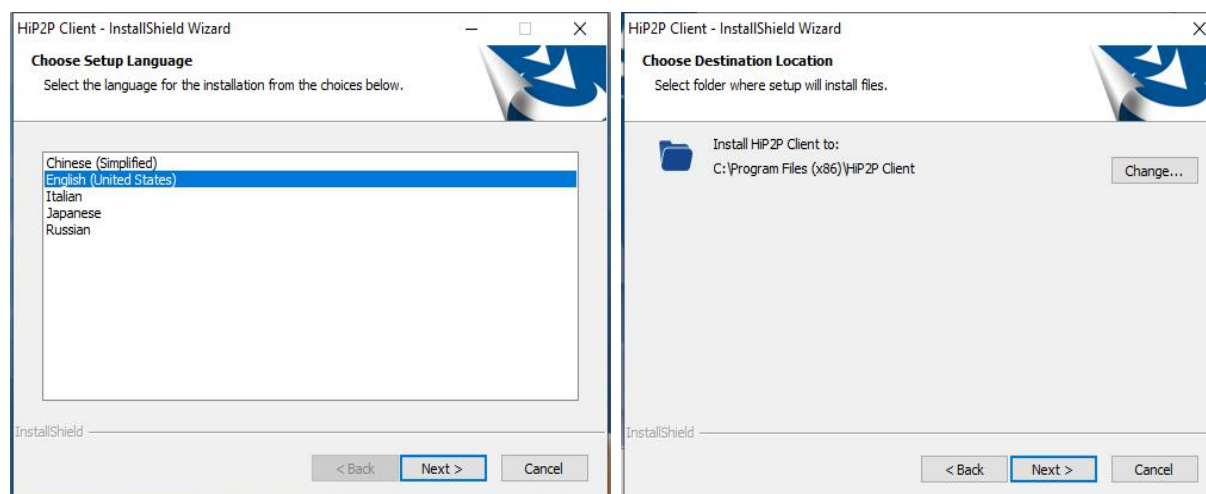 HiP2P Client - InstallShield Wizard
Choose Setup Language
Select the language for the installation from the choices below.
Chinese (Simplified)
English (United States)
Italian
Japanese
Russian
InstallShield
< Back
Next >
Cancel
HiP2P Client - InstallShield Wizard
Choose Destination Location
Select folder where setup will install files.
Install HiP2P Client to:
C:\Program Files (x86)\HiP2P Client
Change...
InstallShield
< Back
Next >
Cancel